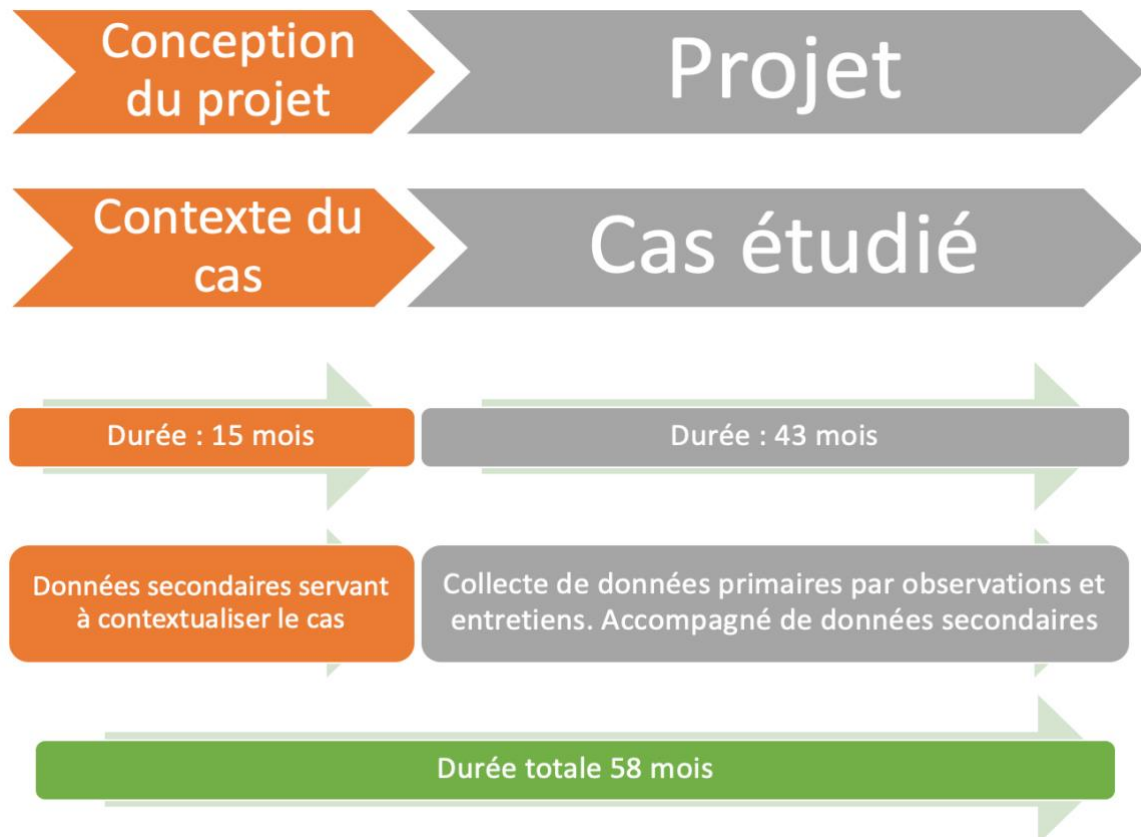 Conception
du projet
Projet
Contexte du
cas
Cas étudié
Durée : 15 mois
Durée : 43 mois
Données secondaires servant
à contextualiser le cas
Collecte de données primaires par observations et
entretiens. Accompagné de données secondaires
Durée totale 58 mois